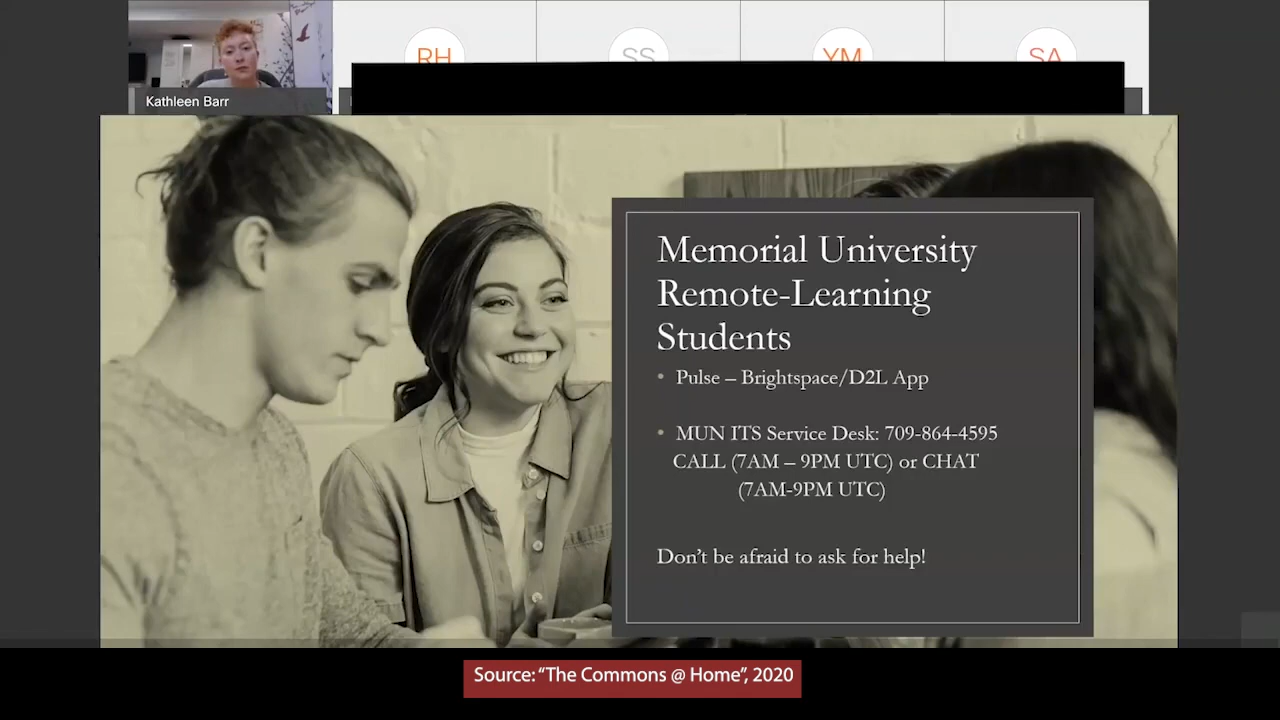 RH
SS
YM
SA
Kathleen Barr
Memorial University
Remote-Learning
Students
• Pulse – Brightspace/D2L App
• MUN ITS Service Desk: 709-864-4595
CALL (7AM – 9PM UTC) or CHAT
(7AM-9PM UTC)
Don't be afraid to ask for help!
Source: “The Commons @ Home”, 2020